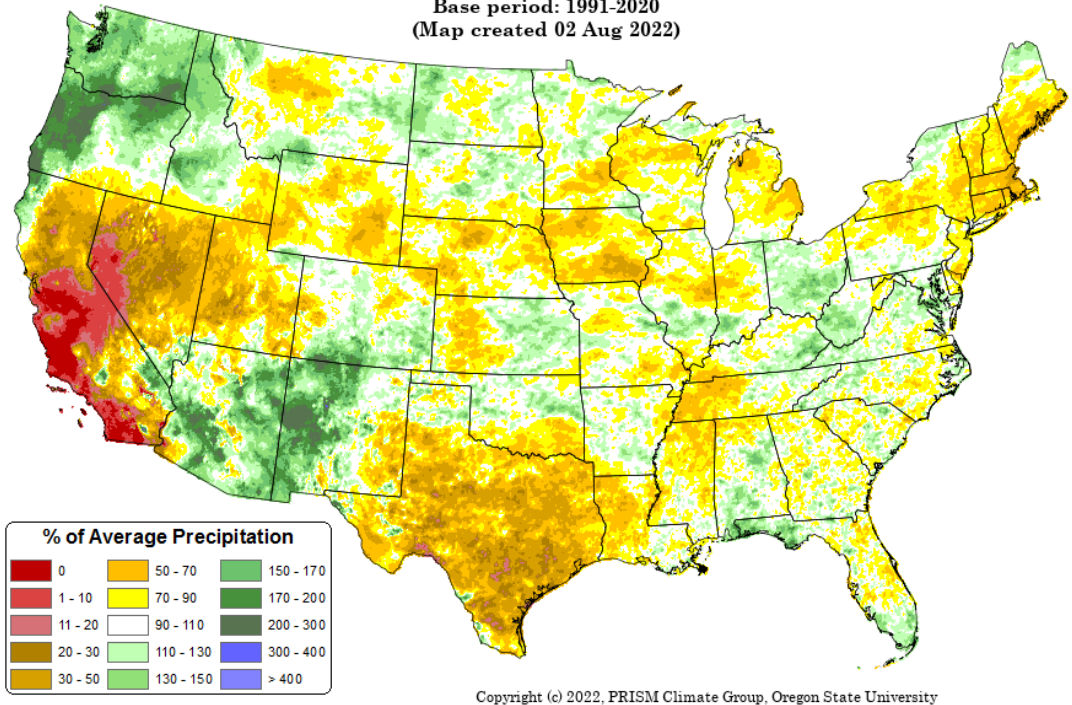 Base period: 1991-2020
(Map created 02 Aug 2022)
% of Average Precipitation
0
50 - 70
150 - 170
1 - 10
70 - 90
170 - 200
11 - 20
90 - 110
200 - 300
20 - 30
110 - 130
300 - 400
30 - 50
130 - 150
> 400
Copyright (c) 2022, PRISM Climate Group, Oregon State University